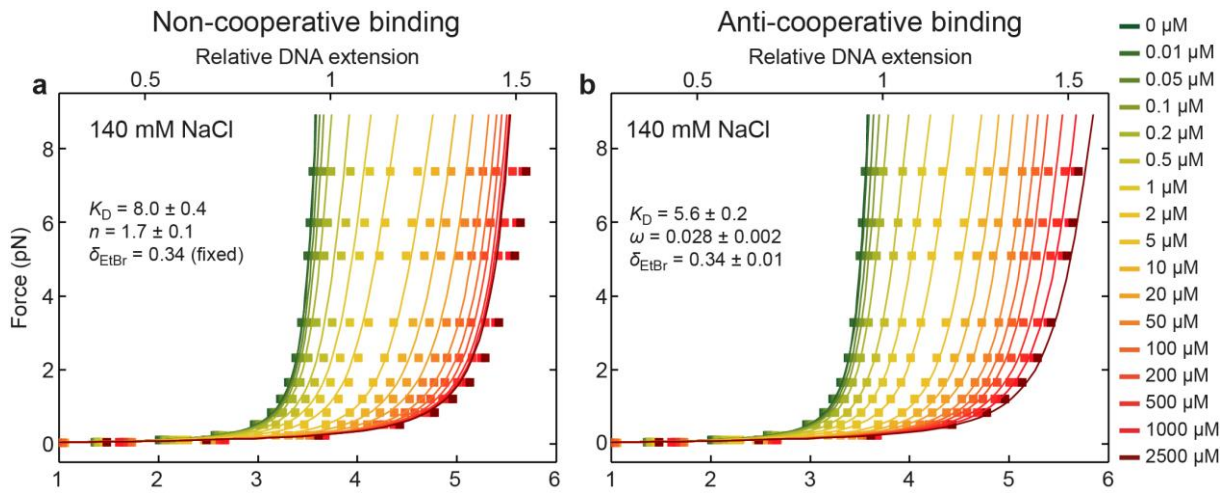 Non-cooperative binding
Relative DNA extension
0.5 1 1.5
a
140 mM NaCl
K_D = 8.0 ± 0.4
n = 1.7 ± 0.1
δ_EtBr = 0.34 (fixed)
Force (pN)
8
6
4
2
0
1 2 3 4 5 6
Anti-cooperative binding
Relative DNA extension
0.5 1 1.5
b
140 mM NaCl
K_D = 5.6 ± 0.2
ω = 0.028 ± 0.002
δ_EtBr = 0.34 ± 0.01
8
6
4
2
0
1 2 3 4 5 6
0 µM
0.01 µM
0.05 µM
0.1 µM
0.2 µM
0.5 µM
1 µM
2 µM
5 µM
10 µM
20 µM
50 µM
100 µM
200 µM
500 µM
1000 µM
2500 µM